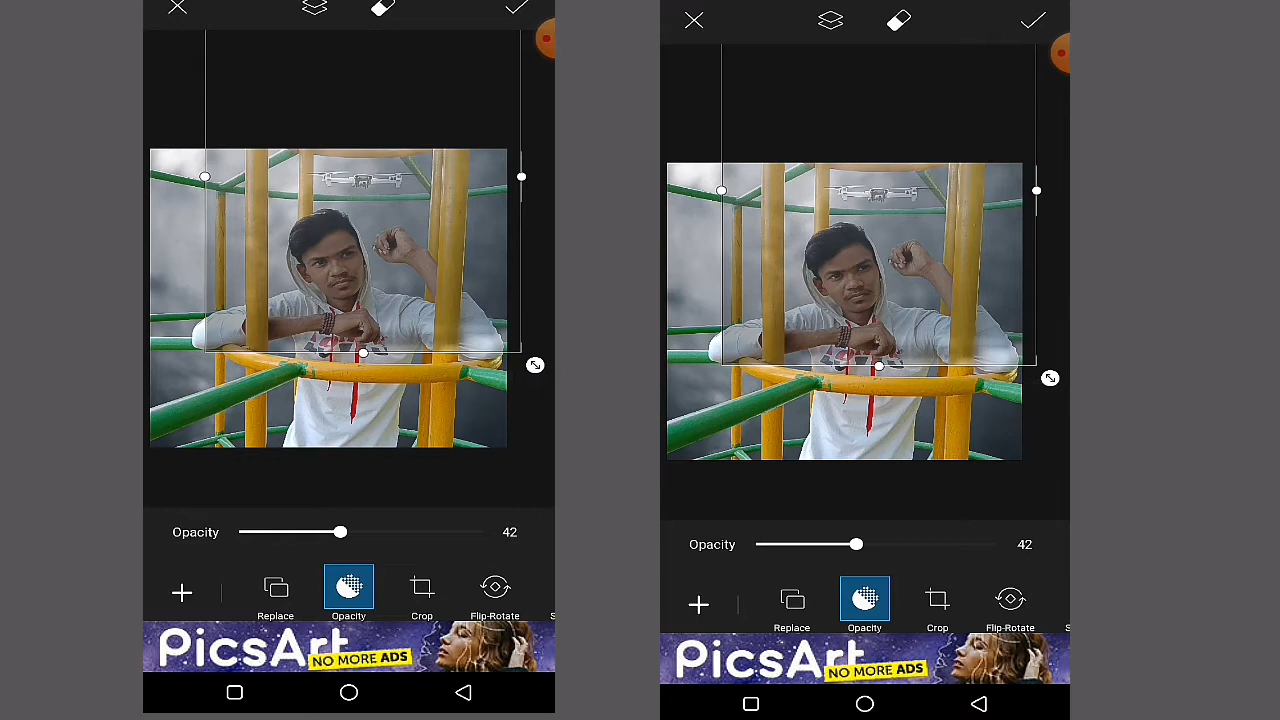 Opacity 42
Replace Opacity Crop Flip-Rotate S
PicsArt
NO MORE ADS
Opacity 42
Replace Opacity Crop Flip-Rotate S
PicsArt
NO MORE ADS